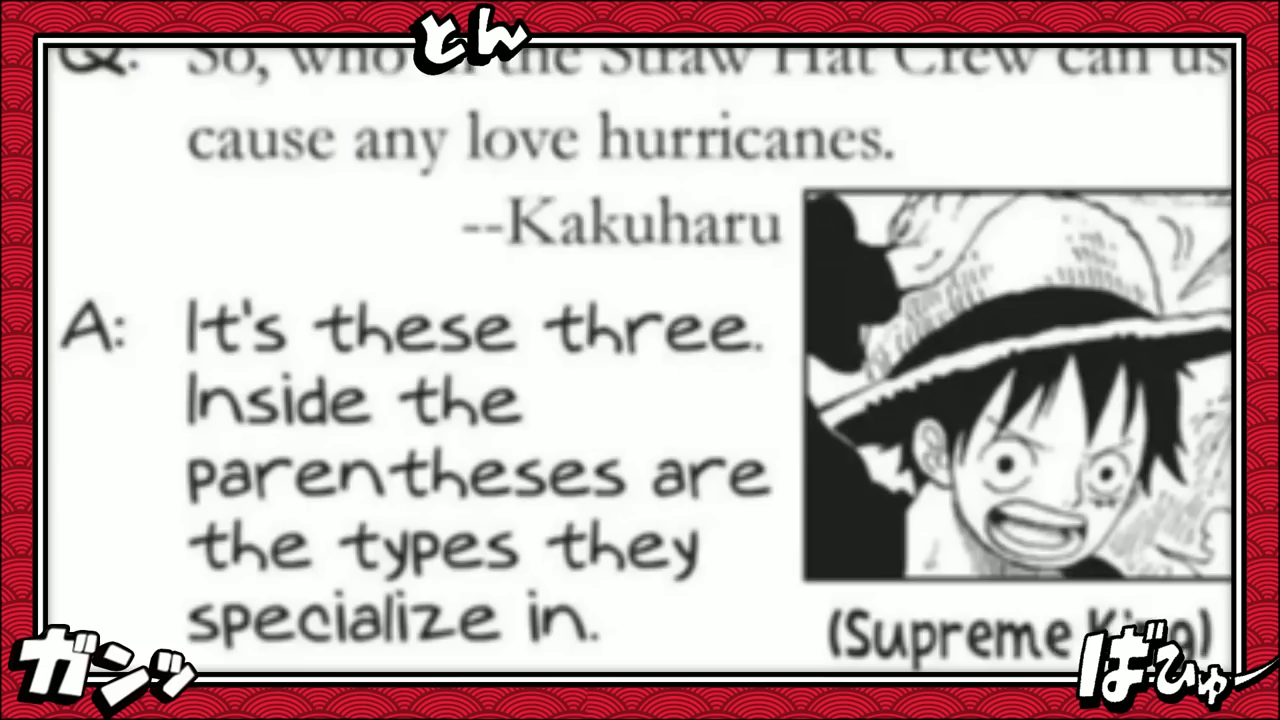 とん
Q: So, who the Straw Hat Crew can us
cause any love hurricanes.
--Kakuharu
A: It's these three.
Inside the
parentheses are
the types they
specialize in.
(Supreme King)
ガンッ
ばひゅー